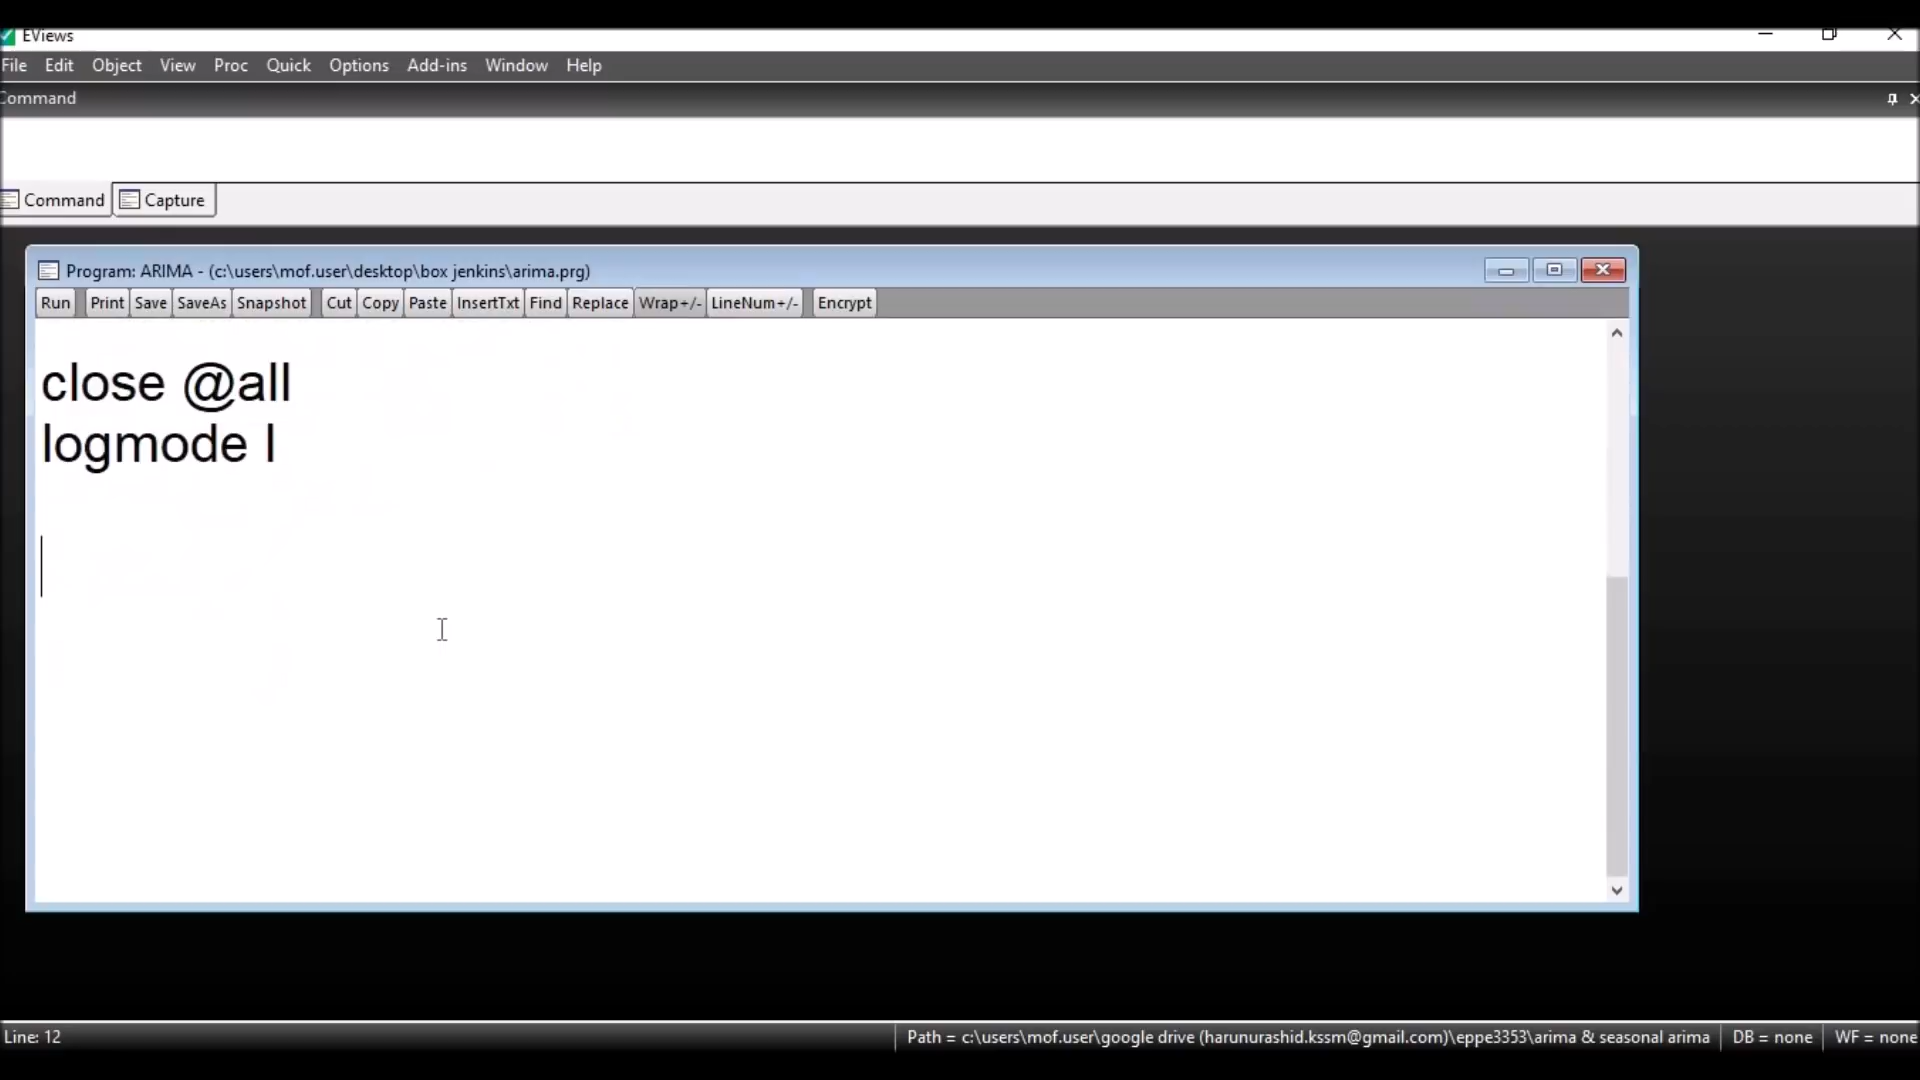 EViews
File Edit Object View Proc Quick Options Add-ins Window Help
Command
Command Capture
Program: ARIMA - (c:\users\mof.user\desktop\box jenkins\arima.prg)
Run Print Save SaveAs Snapshot Cut Copy Paste InsertTxt Find Replace Wrap+/- LineNum+/- Encrypt
close @all
logmode l
Line: 12 Path = c:\users\mof.user\google drive (harunurashid.kssm@gmail.com)\eppe3353\arima & seasonal arima DB = none WF = none